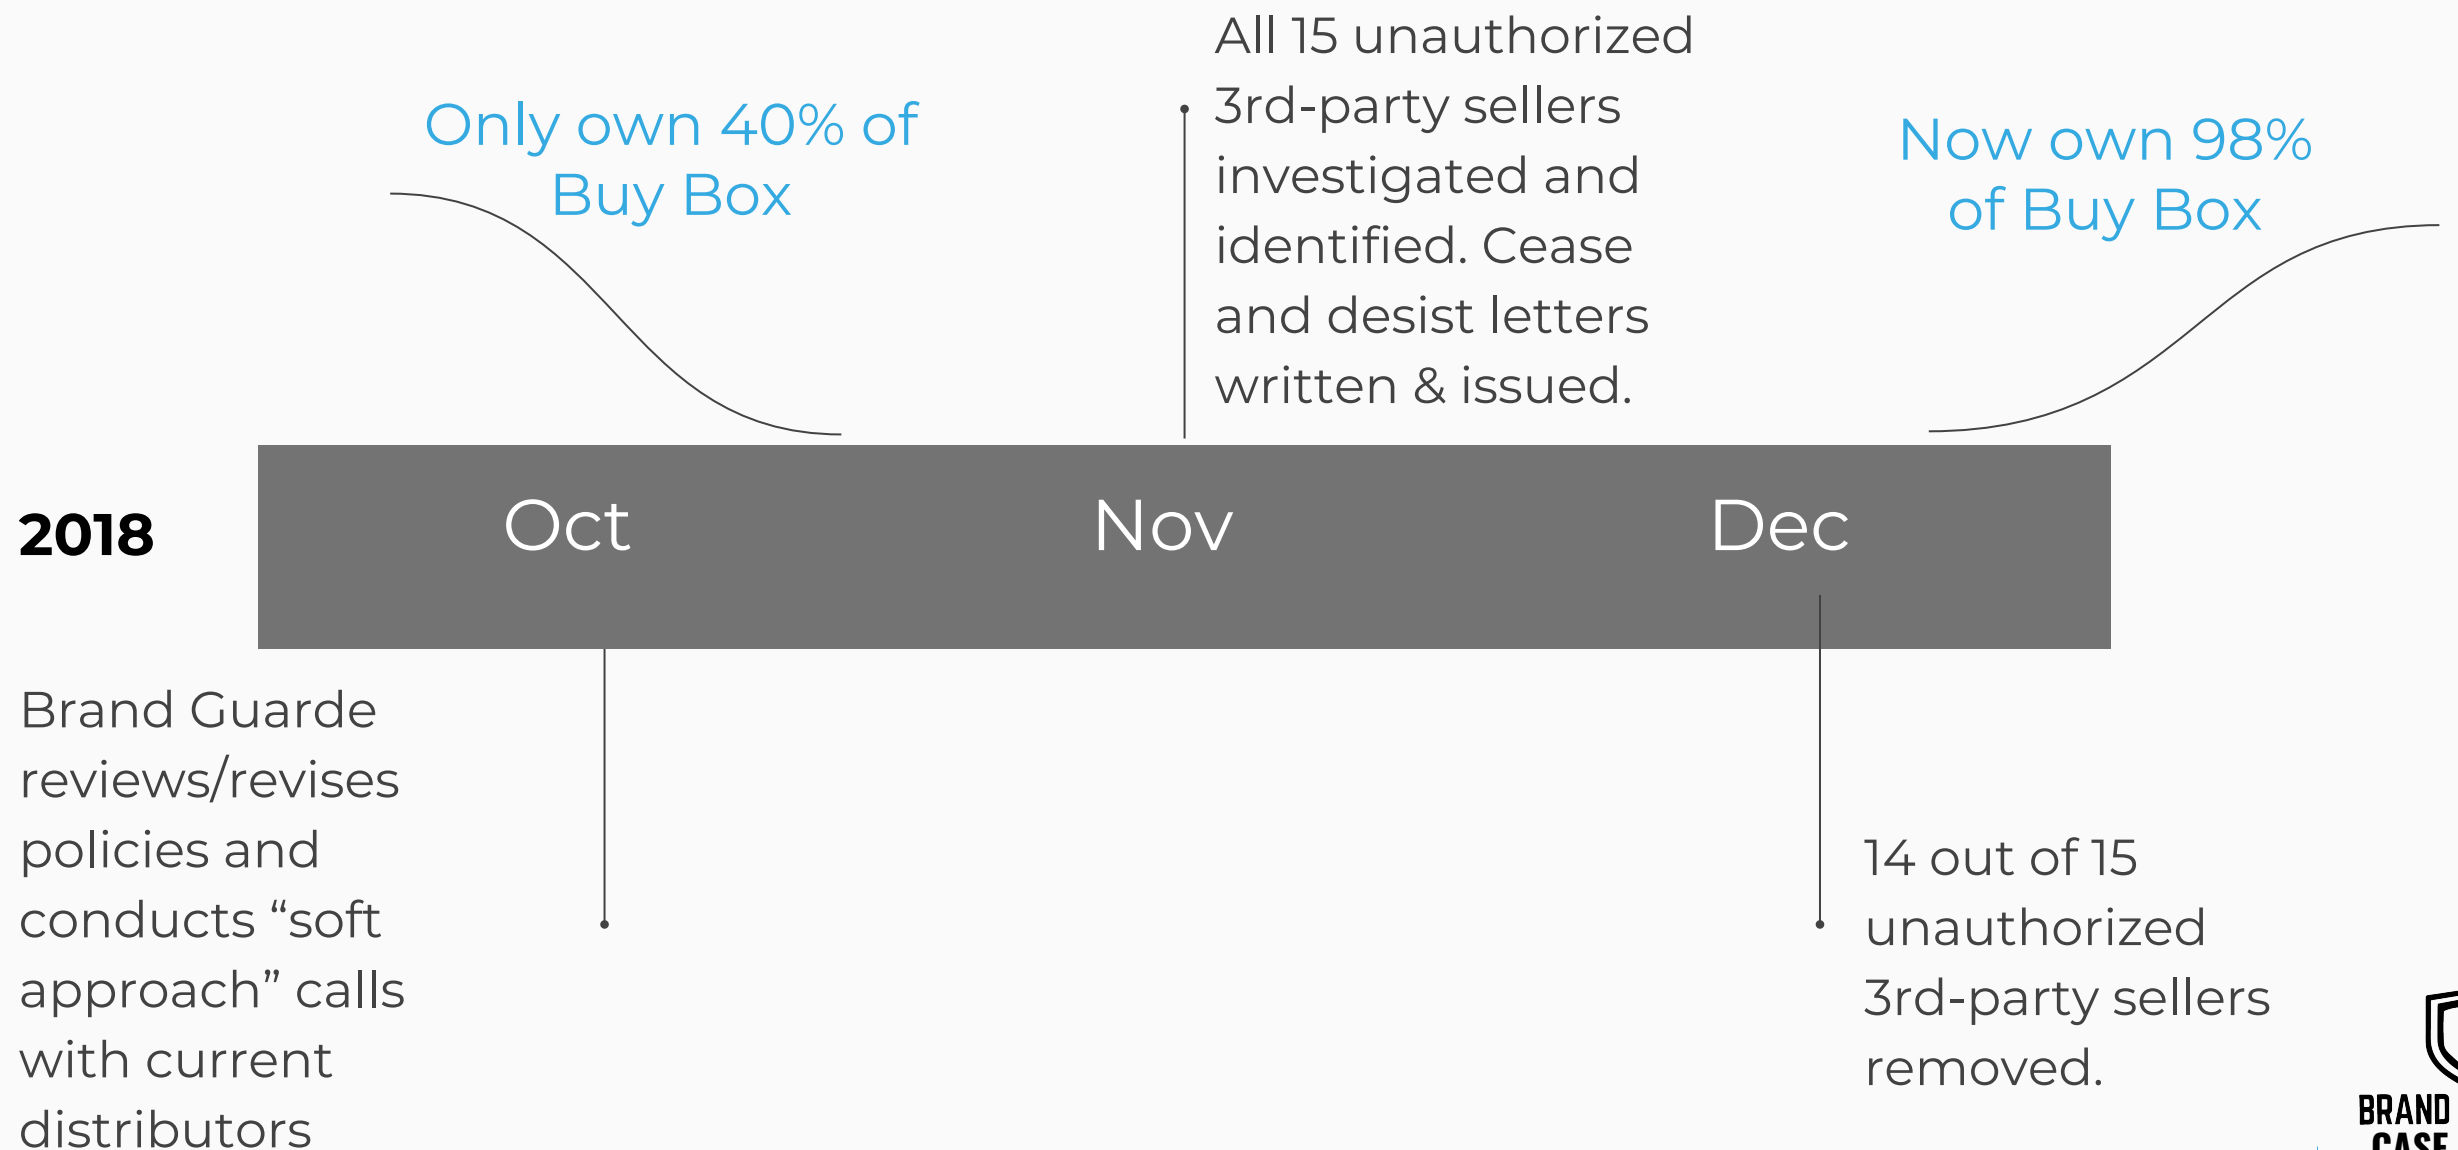 Only own 40% of
Buy Box
All 15 unauthorized
3rd-party sellers
investigated and
identified. Cease
and desist letters
written & issued.
Now own 98%
of Buy Box
2018
Oct
Nov
Dec
Brand Guarde
reviews/revises
policies and
conducts “soft
approach” calls
with current
distributors
14 out of 15
unauthorized
3rd-party sellers
removed.
BRAND
CASE